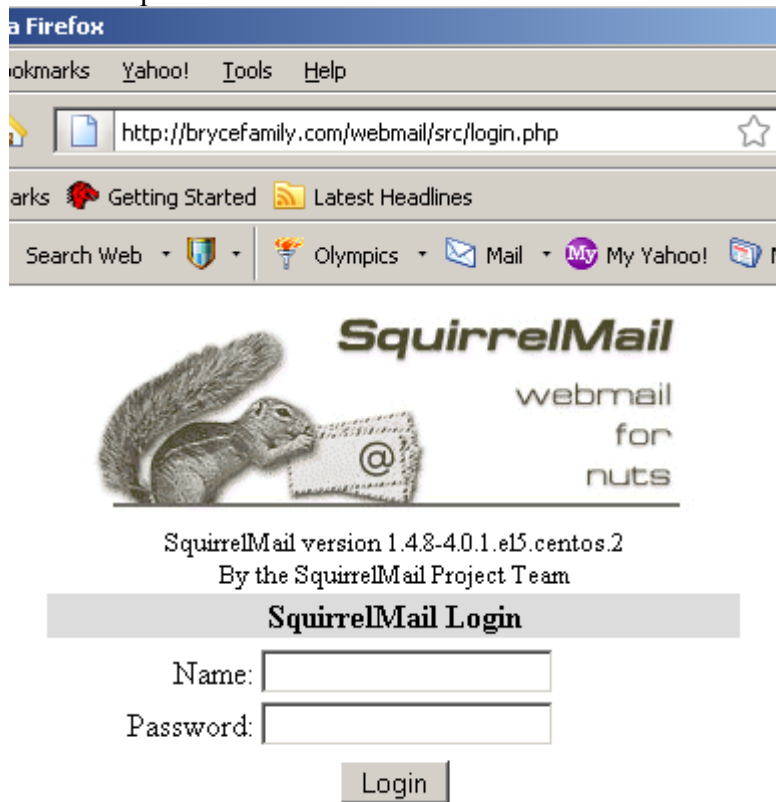 a Firefox
ookmarks Yahoo! Tools Help
http://brycefamily.com/webmail/src/login.php
arks Getting Started Latest Headlines
Search Web Olympics Mail My My Yahoo!
SquirrelMail
webmail
for
nuts
@
SquirrelMail version 1.4.8-4.0.1.el5.centos.2
By the SquirrelMail Project Team
SquirrelMail Login
Name:
Password:
Login